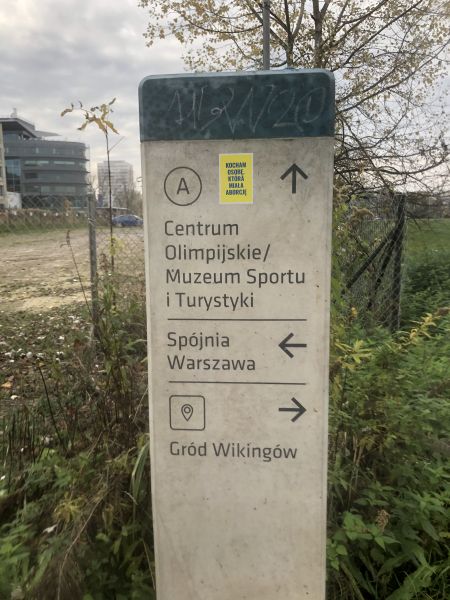 A
KOCHAM
OSOBĘ,
KTÓRA
MIAŁA
ABORCJĘ
Centrum
Olimpijskie/
Muzeum Sportu
i Turystyki
Spójnia
Warszawa
Gród Wikingów